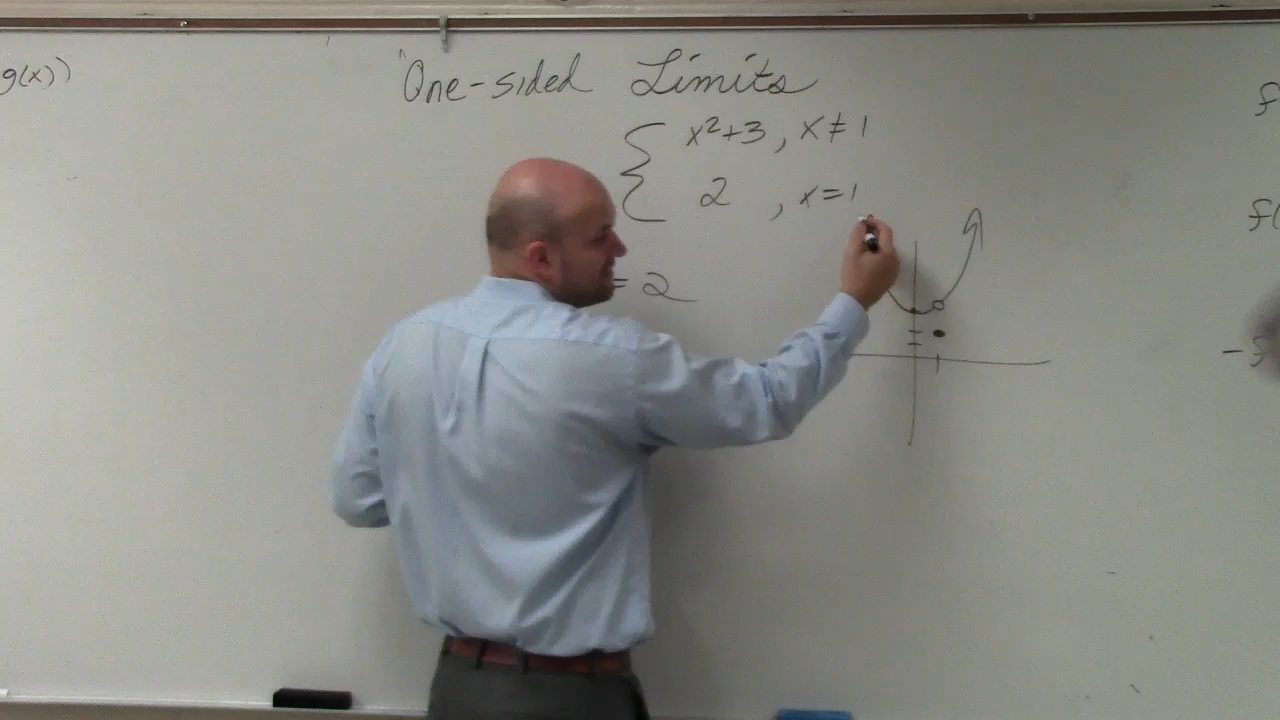 g(x))
One-sided Limits
{ x²+3, x≠1
2 , x=1
= 2
f
f(
- f